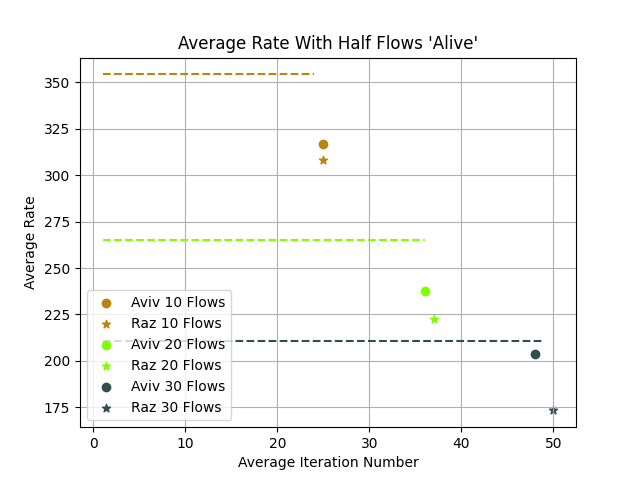 Average Rate With Half Flows 'Alive'
350
325
300
275
250
225
200
175
Average Rate
Aviv 10 Flows
Raz 10 Flows
Aviv 20 Flows
Raz 20 Flows
Aviv 30 Flows
Raz 30 Flows
0 10 20 30 40 50
Average Iteration Number